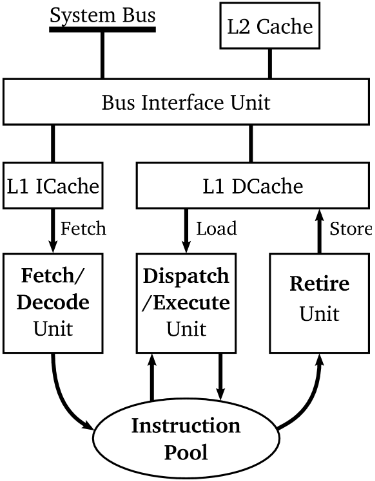 System Bus
L2 Cache
Bus Interface Unit
L1 ICache
L1 DCache
Fetch
Load
Store
Fetch/
Decode
Unit
Dispatch
/Execute
Unit
Retire
Unit
Instruction
Pool